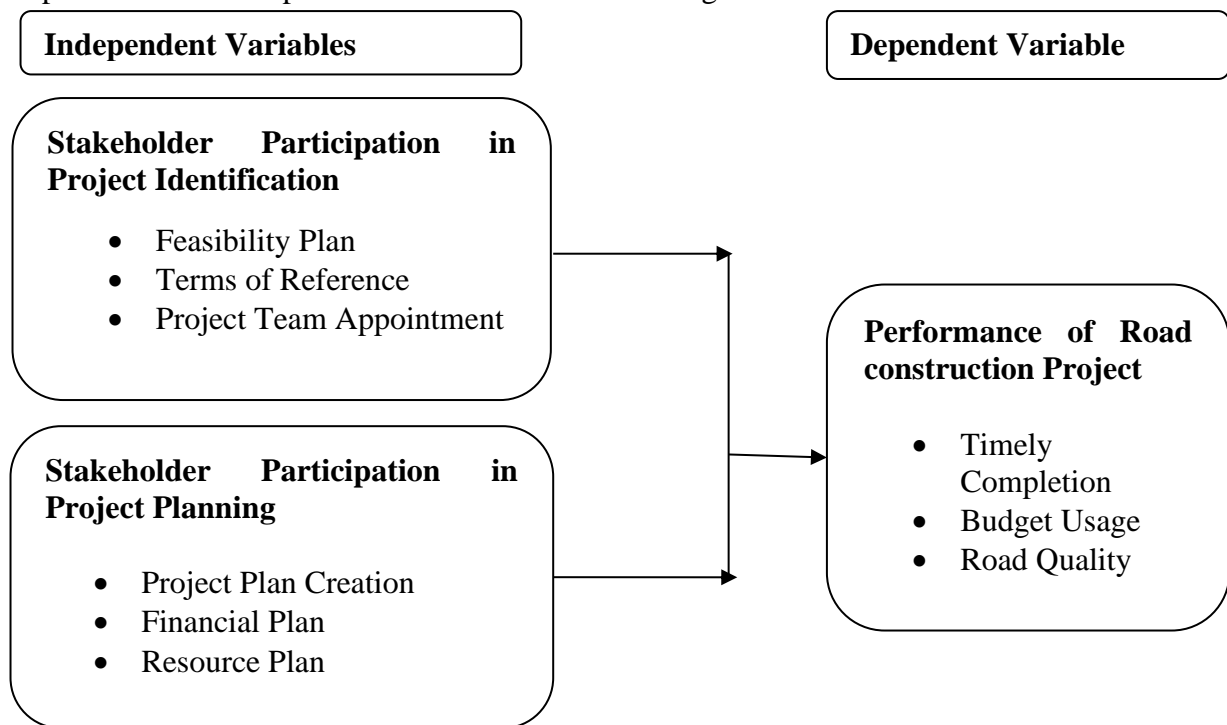 Independent Variables
Dependent Variable
Stakeholder Participation in
Project Identification
• Feasibility Plan
• Terms of Reference
• Project Team Appointment
Stakeholder Participation in
Project Planning
• Project Plan Creation
• Financial Plan
• Resource Plan
Performance of Road
construction Project
• Timely
Completion
• Budget Usage
• Road Quality